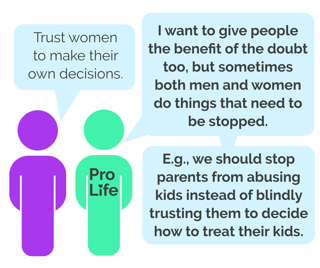 Trust women
to make their
own decisions.
I want to give people
the benefit of the doubt
too, but sometimes
both men and women
do things that need to
be stopped.
E.g., we should stop
parents from abusing
kids instead of blindly
trusting them to decide
how to treat their kids.
Pro
Life